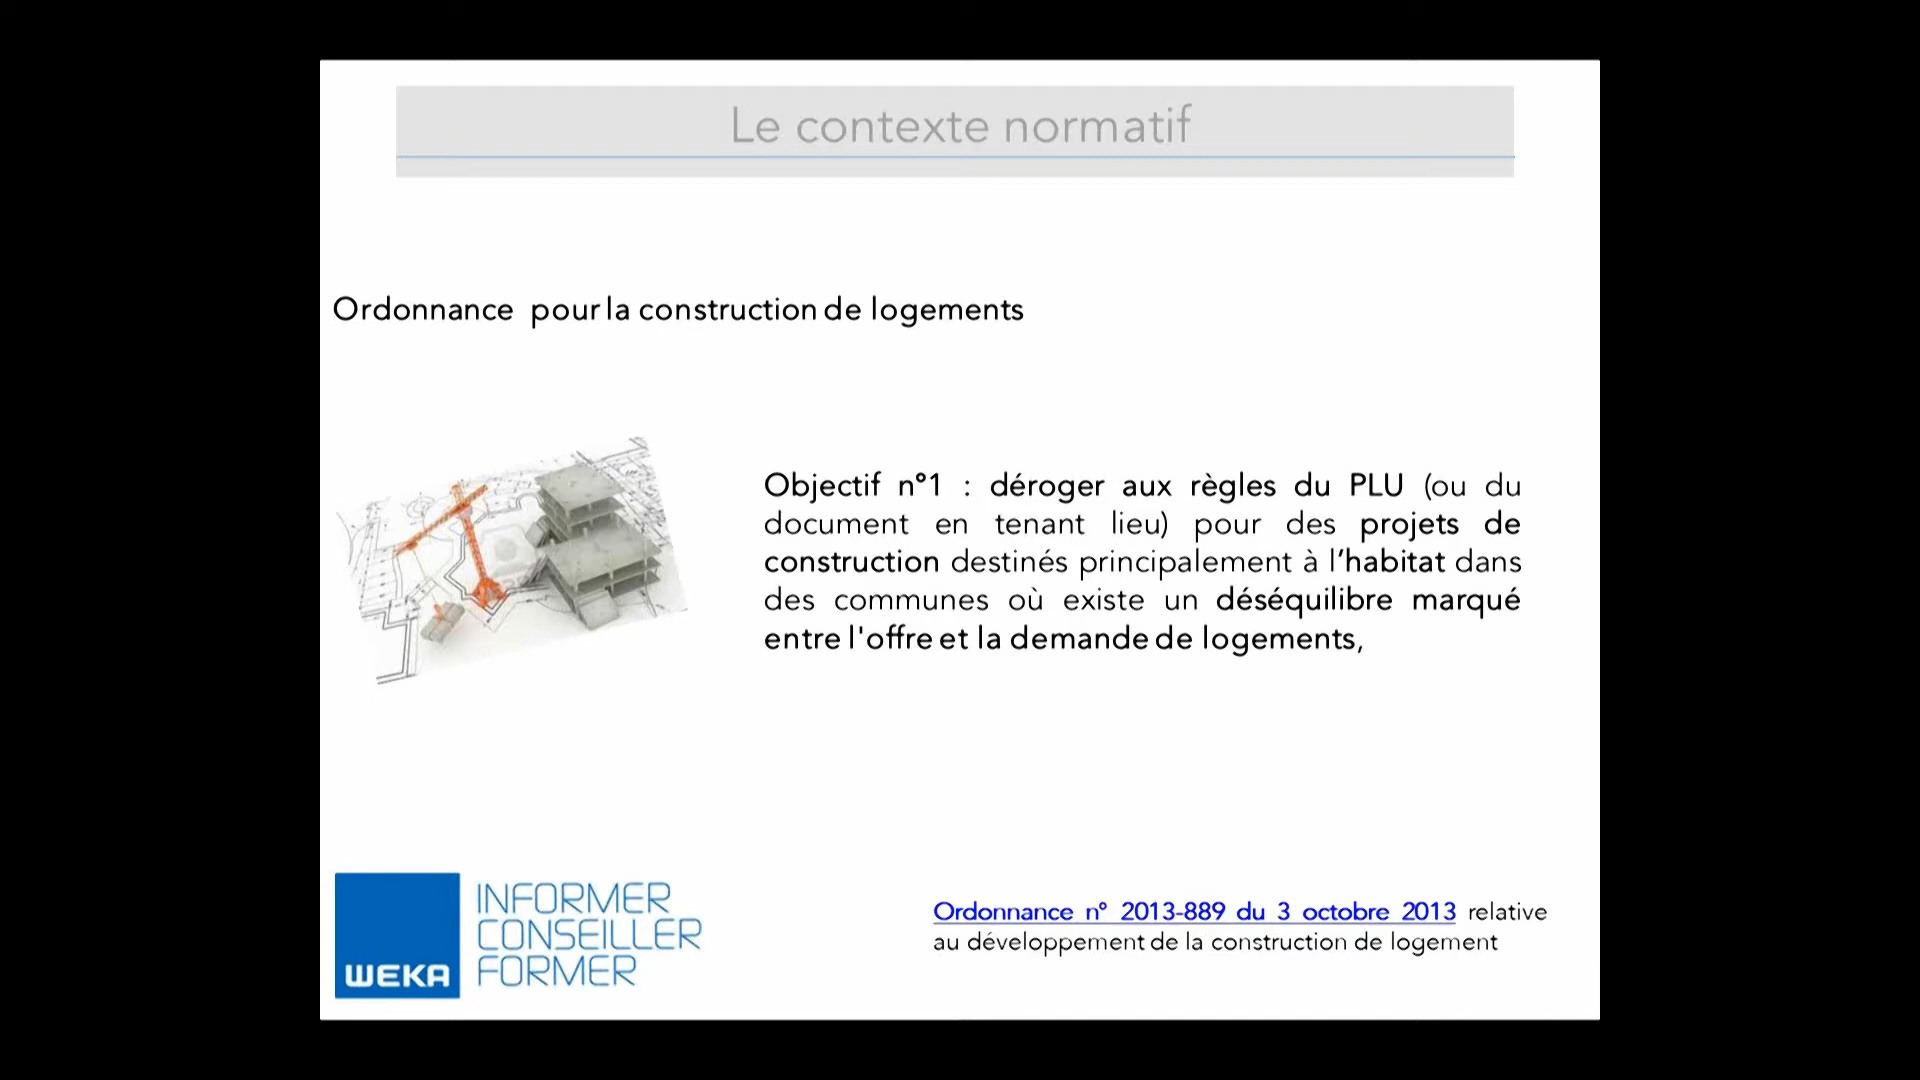 Le contexte normatif
Ordonnance pour la construction de logements
Objectif n°1 : déroger aux règles du PLU (ou du
document en tenant lieu) pour des projets de
construction destinés principalement à l’habitat dans
des communes où existe un déséquilibre marqué
entre l'offre et la demande de logements,
WEKA
INFORMER
CONSEILLER
FORMER
Ordonnance n° 2013-889 du 3 octobre 2013 relative
au développement de la construction de logement